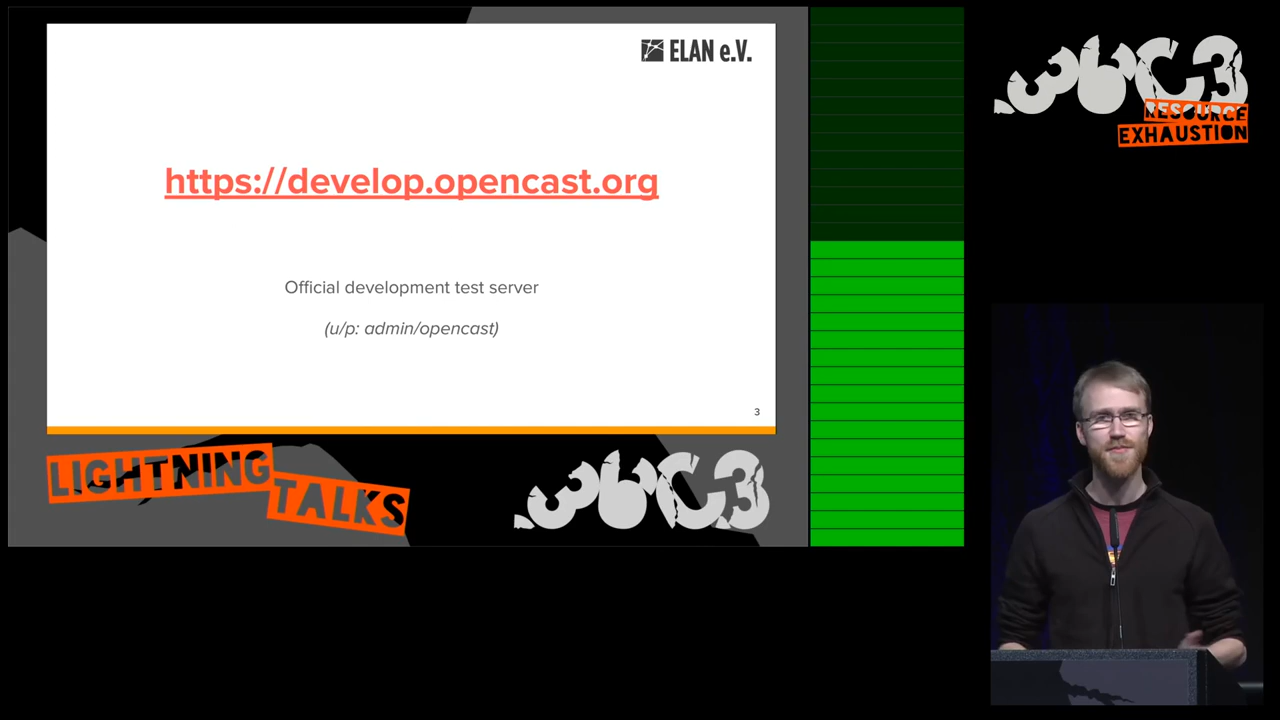 ELAN e.V.
https://develop.opencast.org
Official development test server
(u/p: admin/opencast)
3
LIGHTNING
TALKS
36C3
36C3
RESOURCE
EXHAUSTION